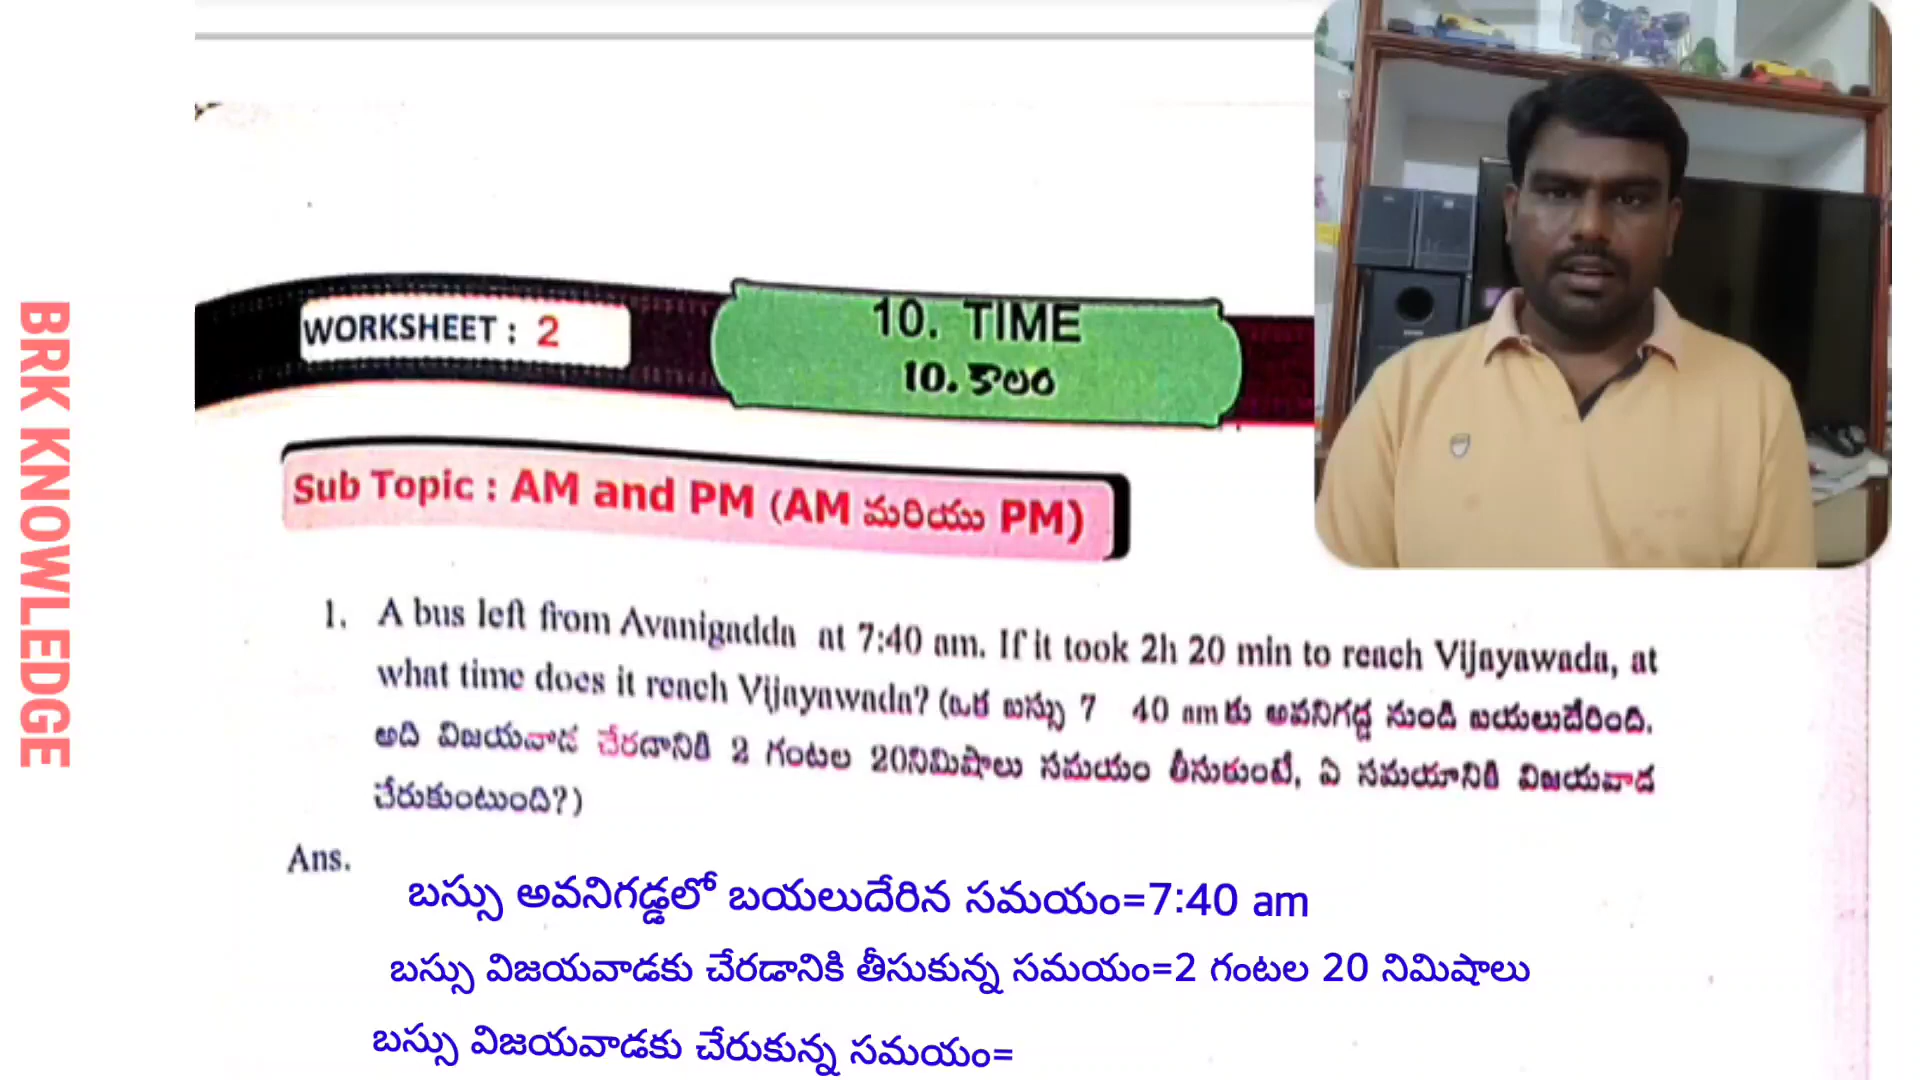 BRK KNOWLEDGE
WORKSHEET : 2
10. TIME
10. కాలం
Sub Topic : AM and PM (AM మరియు PM)
1. A bus left from Avanigadda at 7:40 am. If it took 2h 20 min to reach Vijayawada, at
what time does it reach Vijayawada? (ఒక బస్సు 7 40 amకు అవనిగడ్డ నుండి బయలుదేరింది.
అది విజయవాడ చేరడానికి 2 గంటల 20నిమిషాలు సమయం తీసుకుంటే, ఏ సమయానికి విజయవాడ
చేరుకుంటుంది?)
Ans.
బస్సు అవనిగడ్డలో బయలుదేరిన సమయం=7:40 am
బస్సు విజయవాడకు చేరడానికి తీసుకున్న సమయం=2 గంటల 20 నిమిషాలు
బస్సు విజయవాడకు చేరుకున్న సమయం=